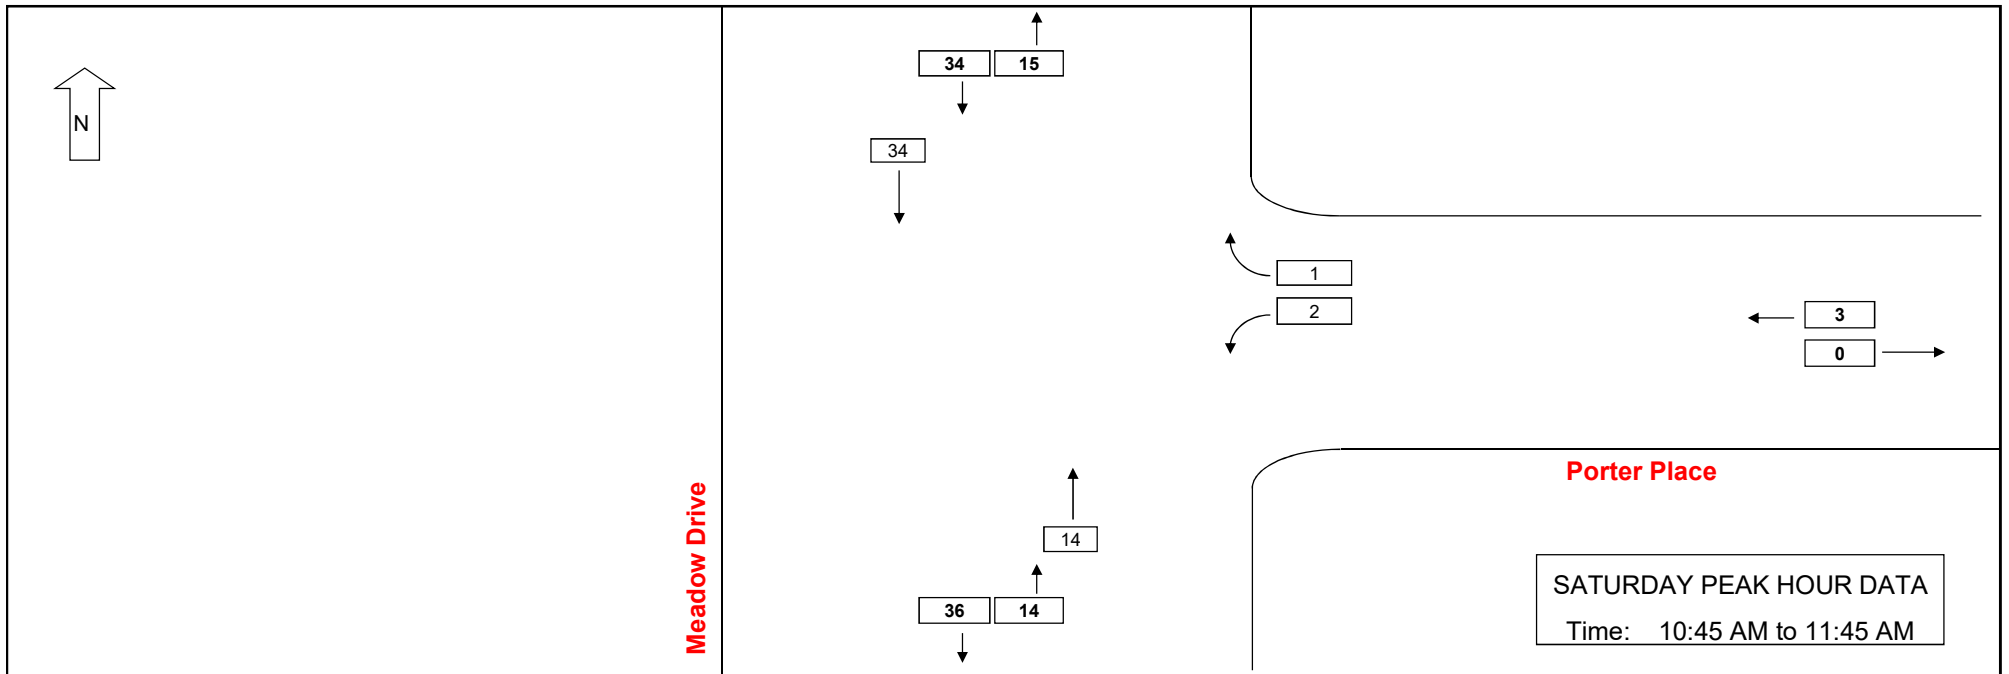 34 15
N
34
1
2
3
0
Porter Place
Meadow Drive
14
36 14
SATURDAY PEAK HOUR DATA
Time: 10:45 AM to 11:45 AM